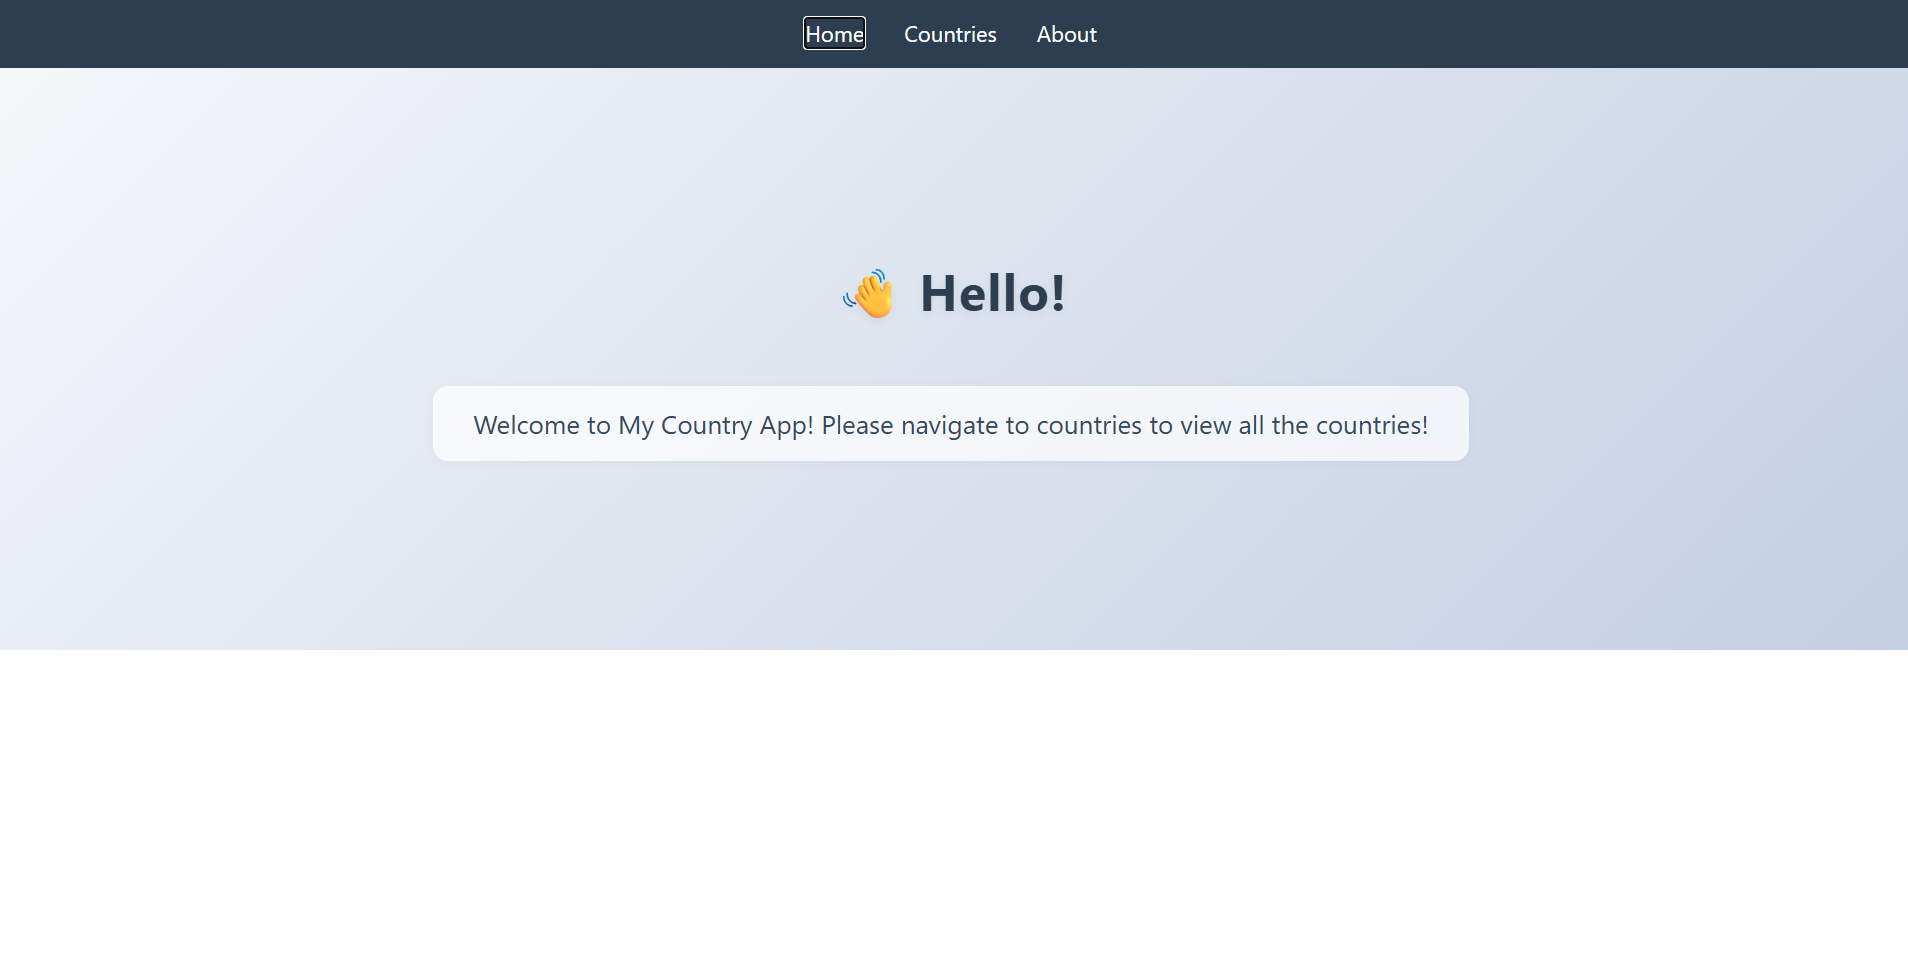 Home Countries About
👋 Hello!
Welcome to My Country App! Please navigate to countries to view all the countries!